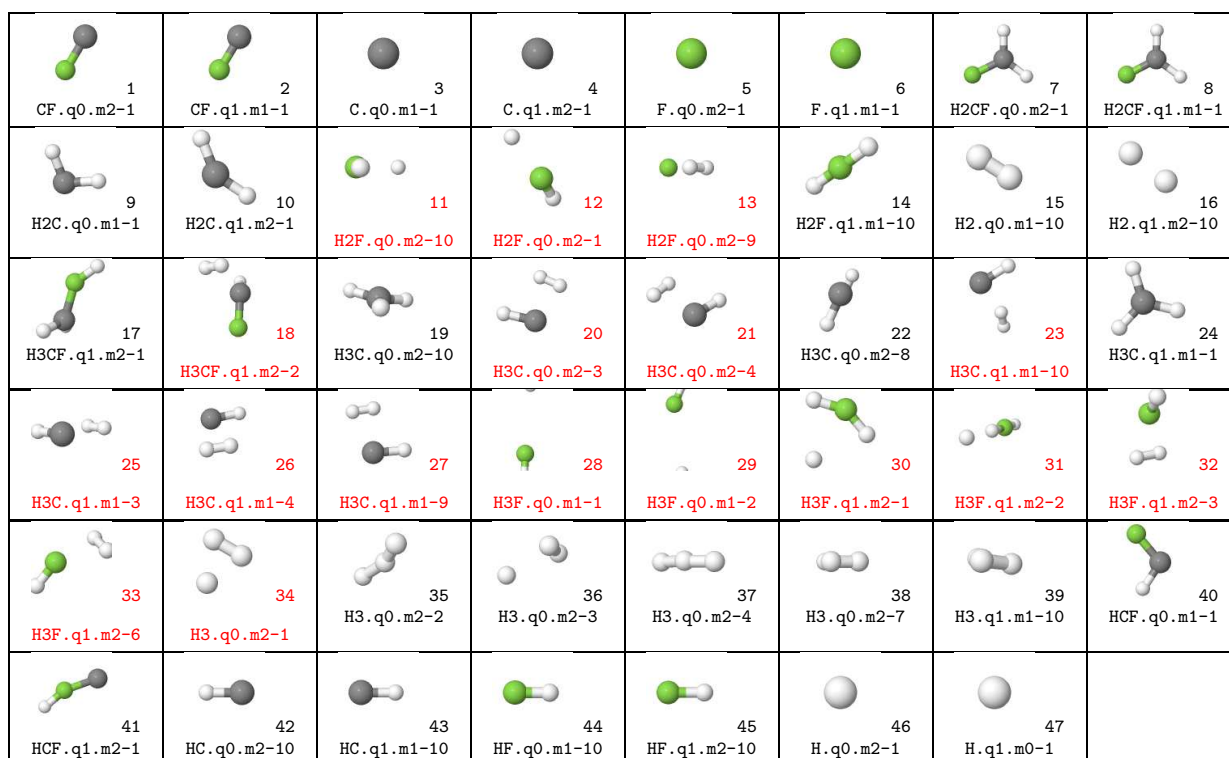 1 2 3 4 5 6 7 8
CF.q0.m2-1 CF.q1.m1-1 C.q0.m1-1 C.q1.m2-1 F.q0.m2-1 F.q1.m1-1 H2CF.q0.m2-1 H2CF.q1.m1-1
9 10 11 12 13 14 15 16
H2C.q0.m1-1 H2C.q1.m2-1 H2F.q0.m2-10 H2F.q0.m2-1 H2F.q0.m2-9 H2F.q1.m1-10 H2.q0.m1-10 H2.q1.m2-10
17 18 19 20 21 22 23 24
H3CF.q1.m2-1 H3CF.q1.m2-2 H3C.q0.m2-10 H3C.q0.m2-3 H3C.q0.m2-4 H3C.q0.m2-8 H3C.q1.m1-10 H3C.q1.m1-1
25 26 27 28 29 30 31 32
H3C.q1.m1-3 H3C.q1.m1-4 H3C.q1.m1-9 H3F.q0.m1-1 H3F.q0.m1-2 H3F.q1.m2-1 H3F.q1.m2-2 H3F.q1.m2-3
33 34 35 36 37 38 39 40
H3F.q1.m2-6 H3.q0.m2-1 H3.q0.m2-2 H3.q0.m2-3 H3.q0.m2-4 H3.q0.m2-7 H3.q1.m1-10 HCF.q0.m1-1
41 42 43 44 45 46 47
HCF.q1.m2-1 HC.q0.m2-10 HC.q1.m1-10 HF.q0.m1-10 HF.q1.m2-10 H.q0.m2-1 H.q1.m0-1